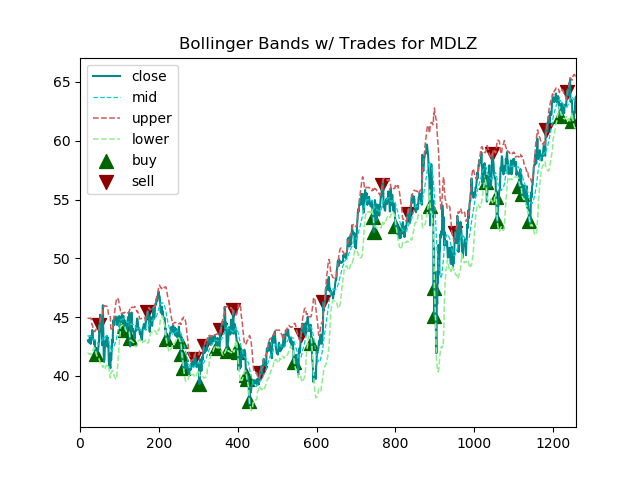 Bollinger Bands w/ Trades for MDLZ
close
mid
upper
lower
buy
sell
65
60
55
50
45
40
0 200 400 600 800 1000 1200